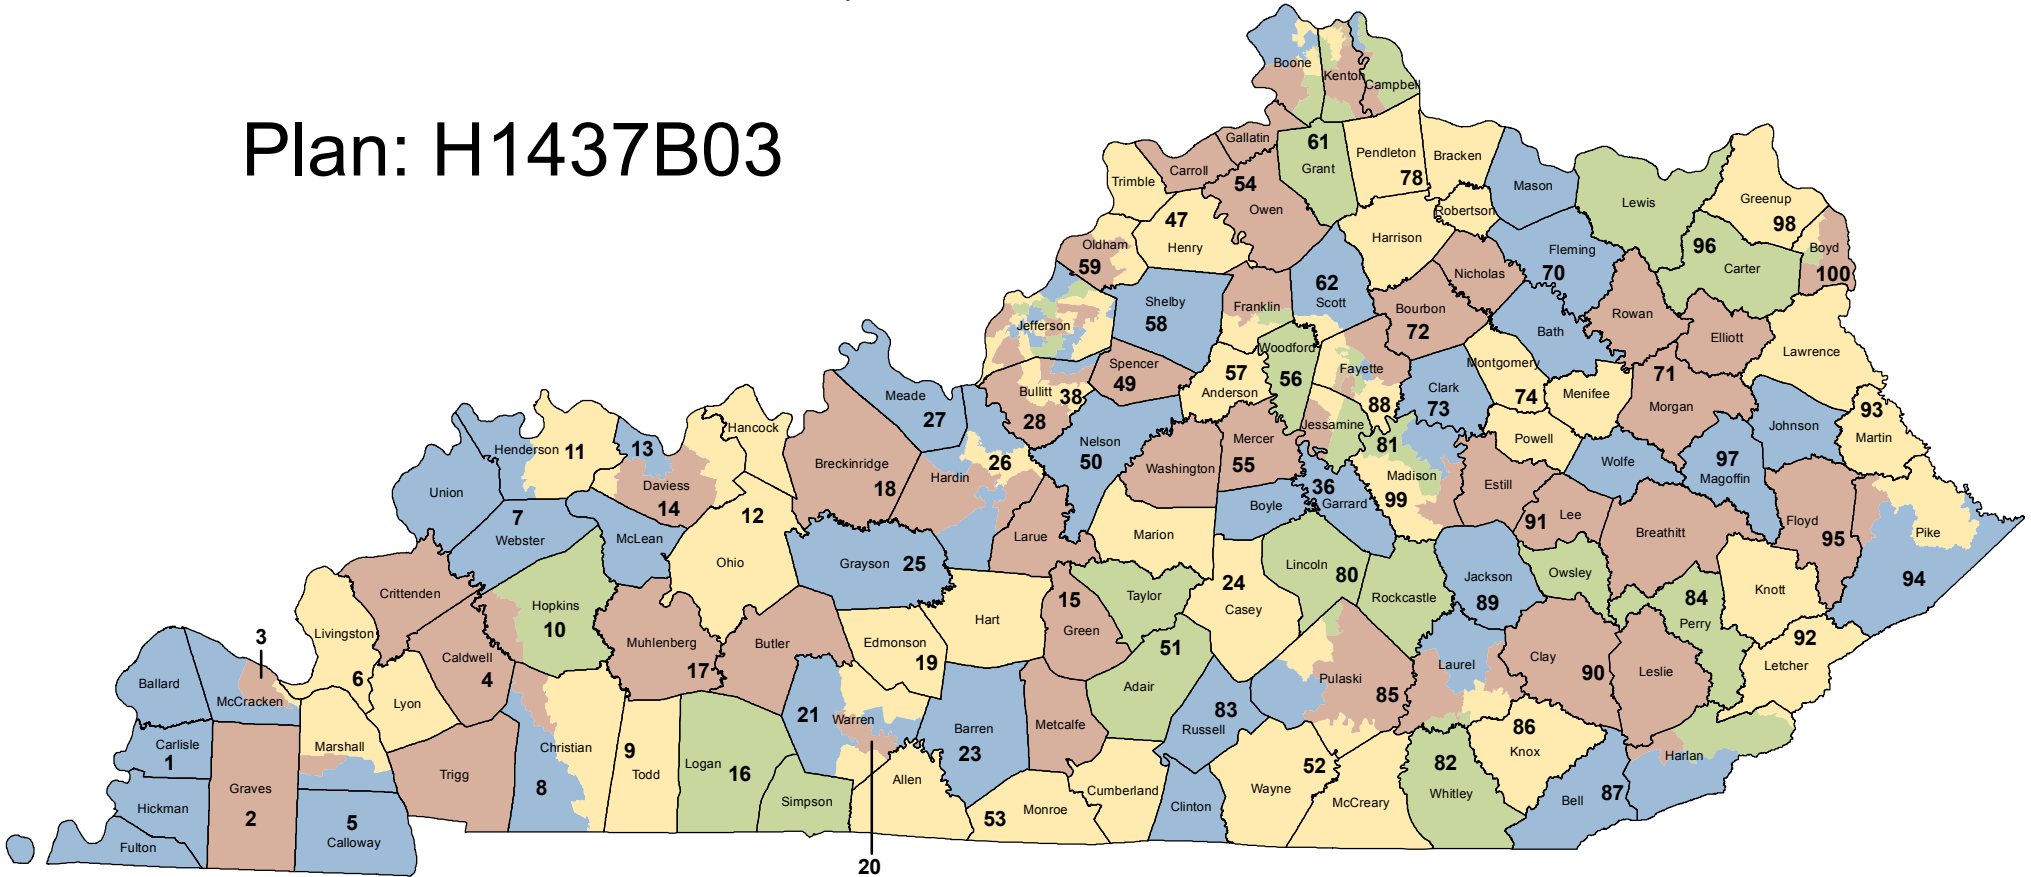 Plan: H1437B03
Boone
Kenton
Campbell
Gallatin
61
Grant
Pendleton
78
Bracken
Mason
Lewis
Greenup
98
Trimble
Carroll
54
Owen
Robertson
47
Henry
Harrison
Fleming
70
96
Carter
Boyd
100
Oldham
59
Nicholas
62
Scott
Shelby
58
Franklin
Bourbon
72
Bath
Rowan
Elliott
Lawrence
Jefferson
Woodford
56
Fayette
Montgomery
74
Menifee
71
Morgan
Spencer
49
57
Anderson
Clark
73
88
Bullitt
38
28
Meade
27
Jessamine
81
Powell
Wolfe
97
Magoffin
Johnson
93
Martin
Hancock
Henderson
11
13
Daviess
14
Breckinridge
18
Hardin
26
Nelson
50
Washington
Mercer
55
36
Garrard
Boyle
Madison
99
Estill
91
Lee
Breathitt
Floyd
95
Pike
94
Union
7
Webster
McLean
12
Ohio
Grayson
25
Larue
Marion
Lincoln
80
Rockcastle
Jackson
89
Owsley
84
Perry
Knott
Crittenden
Hopkins
10
Muhlenberg
17
Butler
Edmonson
19
Hart
15
Green
Taylor
24
Casey
92
Letcher
3
Livingston
6
Caldwell
4
Lyon
51
Adair
Pulaski
85
Laurel
Clay
90
Leslie
Ballard
McCracken
Marshall
Christian
8
9
Todd
Logan
16
21
Warren
Barren
23
Metcalfe
83
Russell
86
Knox
Harlan
Carlisle
1
Graves
2
Trigg
Simpson
Allen
Cumberland
Clinton
Wayne
52
McCreary
82
Whitley
Bell
87
Hickman
Fulton
5
Calloway
53
Monroe
20